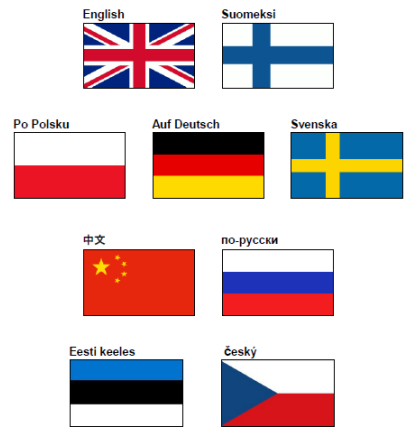 English
Suomeksi
Po Polsku
Auf Deutsch
Svenska
中文
по-русски
Eesti keeles
český